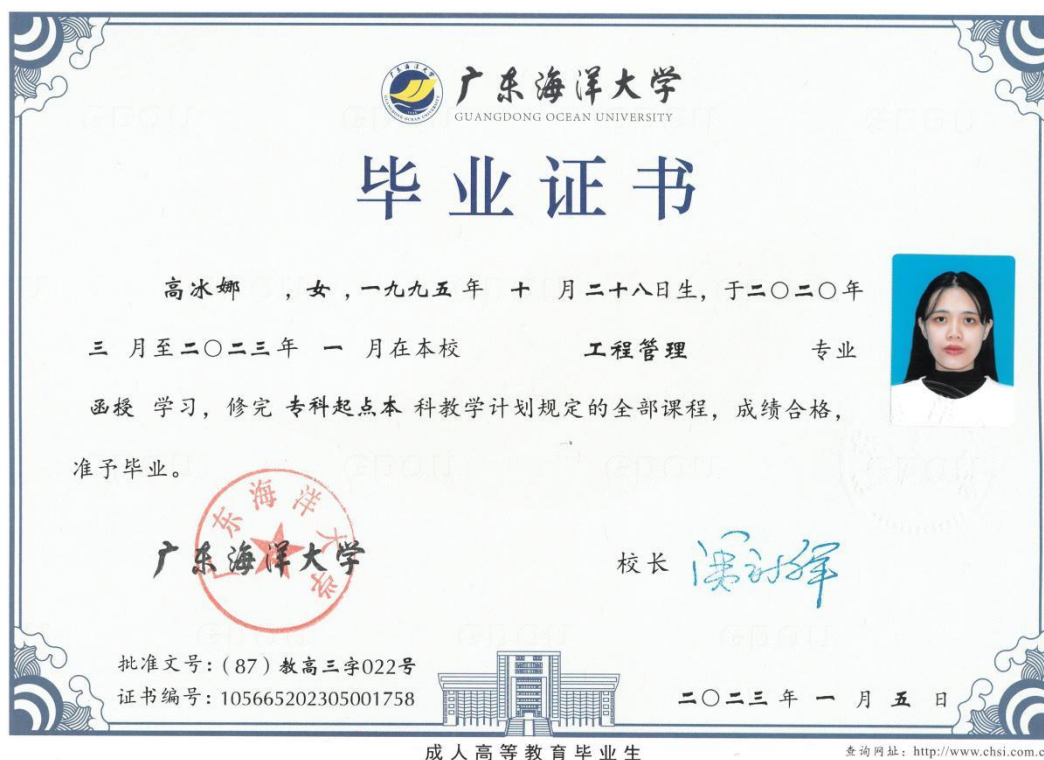 广东海洋大学
GUANGDONG OCEAN UNIVERSITY
毕业证书
高冰娜 ，女，一九九五年 十 月二十八日生，于二〇二〇年
三 月至二〇二三年 一 月在本校 工程管理 专业
函授 学习，修完 专科起点本 科教学计划规定的全部课程，成绩合格，
准予毕业。
广东海洋大学
广东海洋大学
校长
批准文号：（87）教高三字022号
证书编号：105665202305001758
二〇二三 年 一 月 五 日
成人高等教育毕业生
查询网址：http://www.chsi.com.c